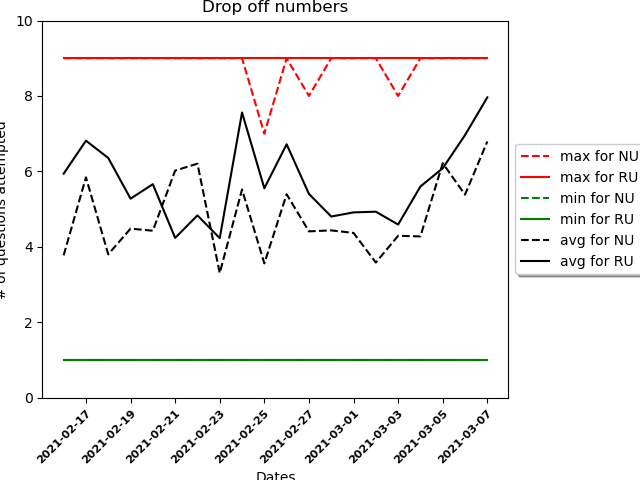 Drop off numbers
10
8
6
4
2
0
# of questions attempted
2021-02-17
2021-02-19
2021-02-21
2021-02-23
2021-02-25
2021-02-27
2021-03-01
2021-03-03
2021-03-05
2021-03-07
Dates
max for NU
max for RU
min for NU
min for RU
avg for NU
avg for RU